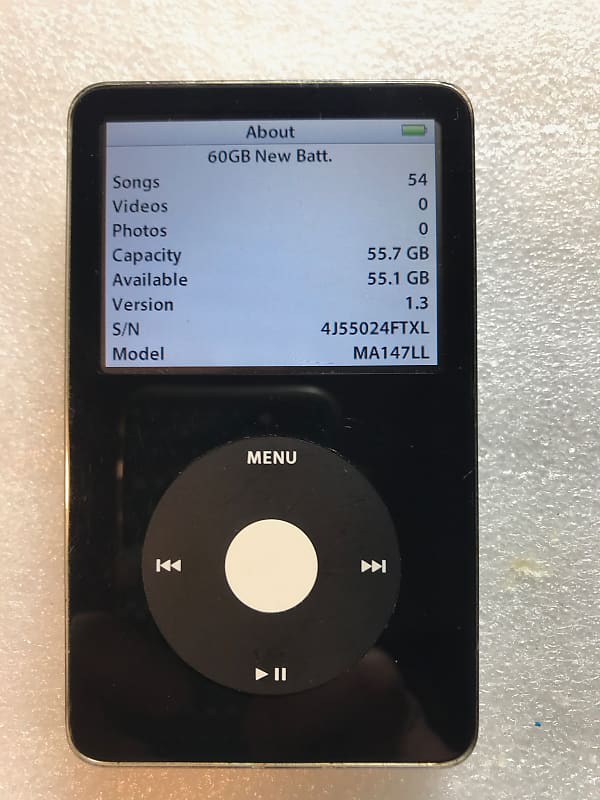 About
60GB New Batt.
Songs 54
Videos 0
Photos 0
Capacity 55.7 GB
Available 55.1 GB
Version 1.3
S/N 4J55024FTXL
Model MA147LL
MENU